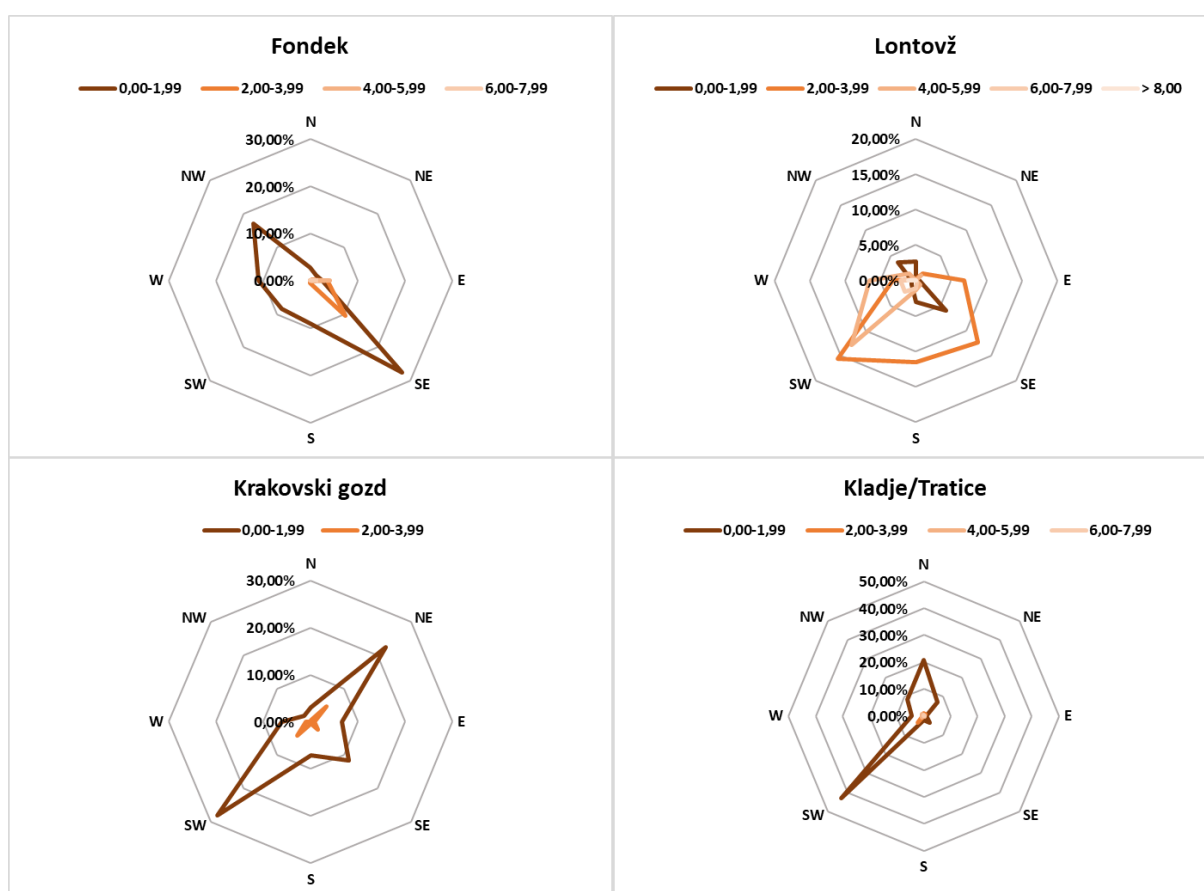 Fondek
0,00-1,99 2,00-3,99 4,00-5,99 6,00-7,99
N
30,00%
NW NE
20,00%
10,00%
W 0,00% E
SW SE
S
Lontovž
0,00-1,99 2,00-3,99 4,00-5,99 6,00-7,99 > 8,00
N
20,00%
NW NE
15,00%
10,00%
5,00%
W 0,00% E
SW SE
S
Krakovski gozd
0,00-1,99 2,00-3,99
N
30,00%
NW NE
20,00%
10,00%
W 0,00% E
SW SE
S
Kladje/Tratice
0,00-1,99 2,00-3,99 4,00-5,99 6,00-7,99
N
50,00%
NW NE
40,00%
30,00%
20,00%
10,00%
W 0,00% E
SW SE
S